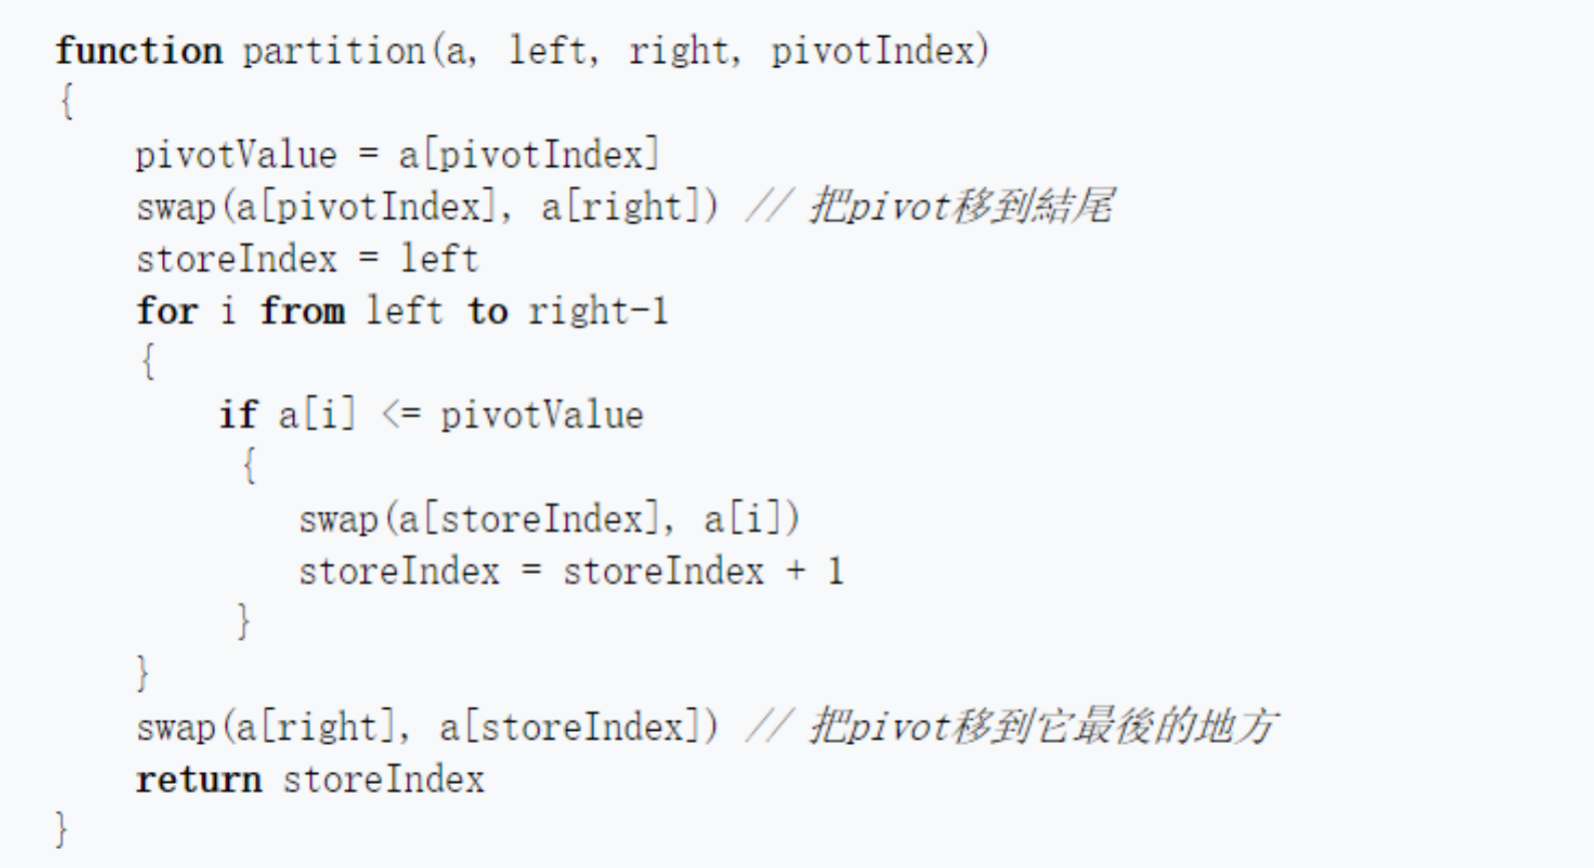 function partition(a, left, right, pivotIndex)
{
    pivotValue = a[pivotIndex]
    swap(a[pivotIndex], a[right]) // 把pivot移到結尾
    storeIndex = left
    for i from left to right-1
    {
        if a[i] <= pivotValue
         {
            swap(a[storeIndex], a[i])
            storeIndex = storeIndex + 1
         }
    }
    swap(a[right], a[storeIndex]) // 把pivot移到它最後的地方
    return storeIndex
}